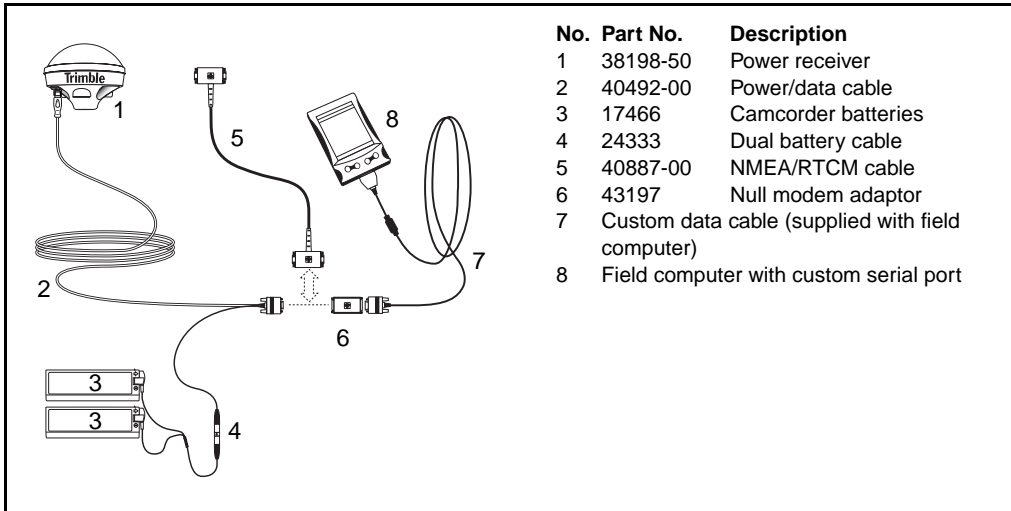 Trimble
1
2
3
3
4
5
6
7
8
No. Part No. Description
1 38198-50 Power receiver
2 40492-00 Power/data cable
3 17466 Camcorder batteries
4 24333 Dual battery cable
5 40887-00 NMEA/RTCM cable
6 43197 Null modem adaptor
7 Custom data cable (supplied with field
computer)
8 Field computer with custom serial port